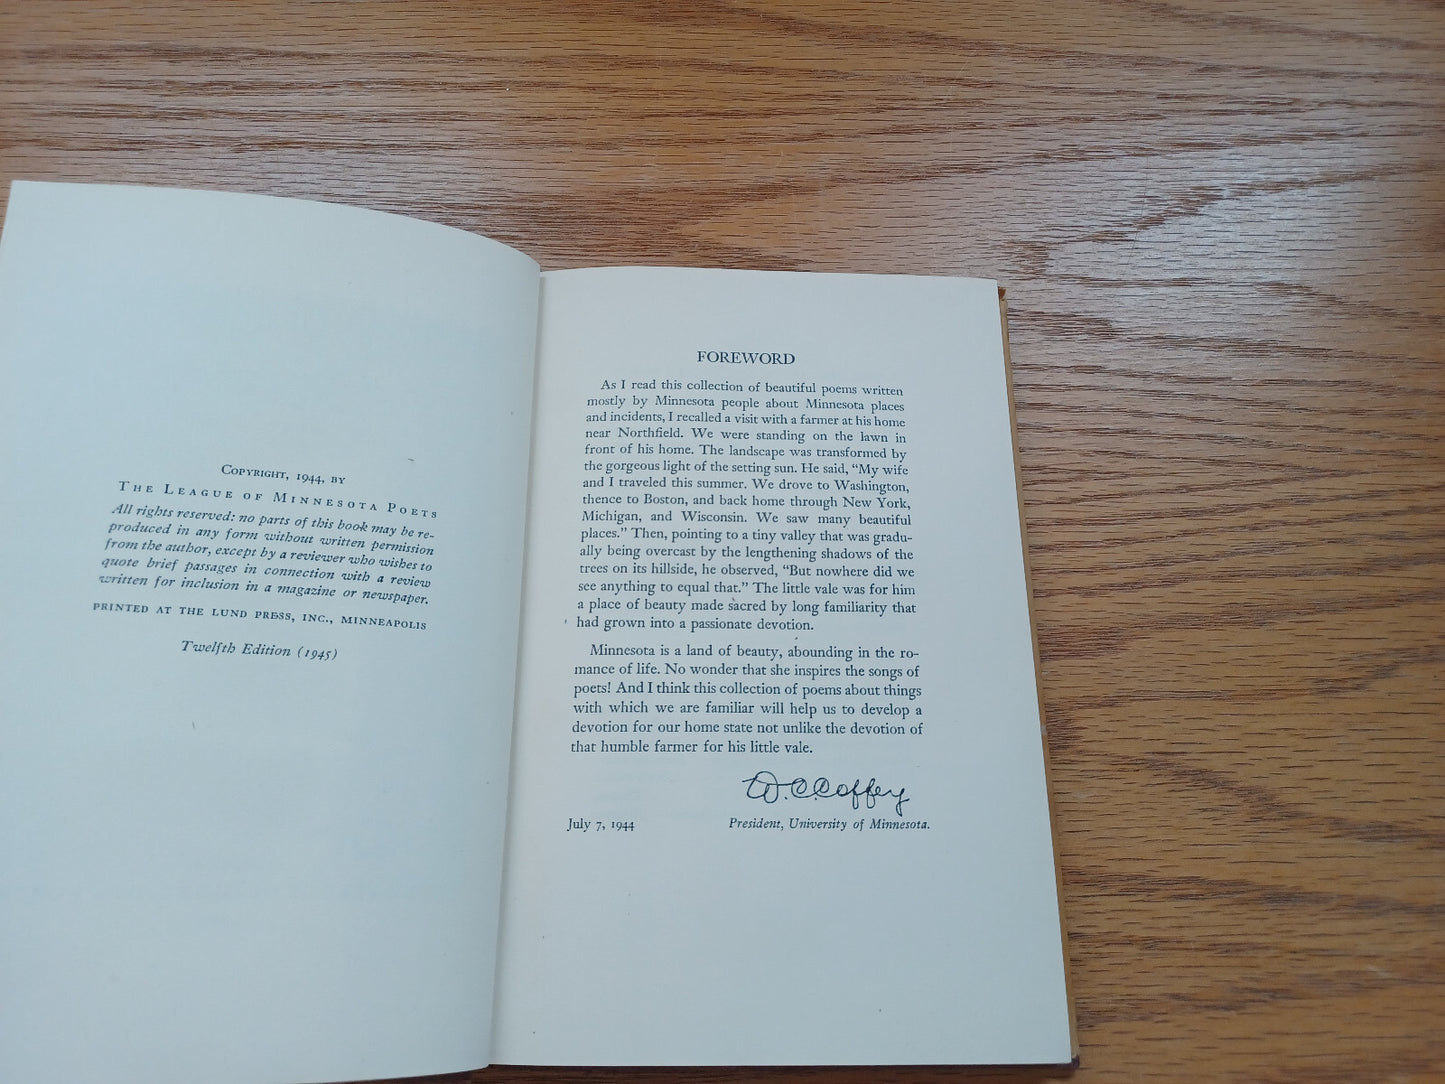 COPYRIGHT, 1944, BY
THE LEAGUE OF MINNESOTA POETS
All rights reserved: no parts of this book may be re-
produced in any form without written permission
from the author, except by a reviewer who wishes to
quote brief passages in connection with a review
written for inclusion in a magazine or newspaper.
PRINTED AT THE LUND PRESS, INC., MINNEAPOLIS
Twelfth Edition (1945)
FOREWORD
As I read this collection of beautiful poems written
mostly by Minnesota people about Minnesota places
and incidents, I recalled a visit with a farmer at his home
near Northfield. We were standing on the lawn in
front of his home. The landscape was transformed by
the gorgeous light of the setting sun. He said, “My wife
and I traveled this summer. We drove to Washington,
thence to Boston, and back home through New York,
Michigan, and Wisconsin. We saw many beautiful
places.” Then, pointing to a tiny valley that was gradu-
ally being overcast by the lengthening shadows of the
trees on its hillside, he observed, “But nowhere did we
see anything to equal that.” The little vale was for him
a place of beauty made sacred by long familiarity that
had grown into a passionate devotion.
Minnesota is a land of beauty, abounding in the ro-
mance of life. No wonder that she inspires the songs of
poets! And I think this collection of poems about things
with which we are familiar will help us to develop a
devotion for our home state not unlike the devotion of
that humble farmer for his little vale.
W. C. Coffey
July 7, 1944 President, University of Minnesota.